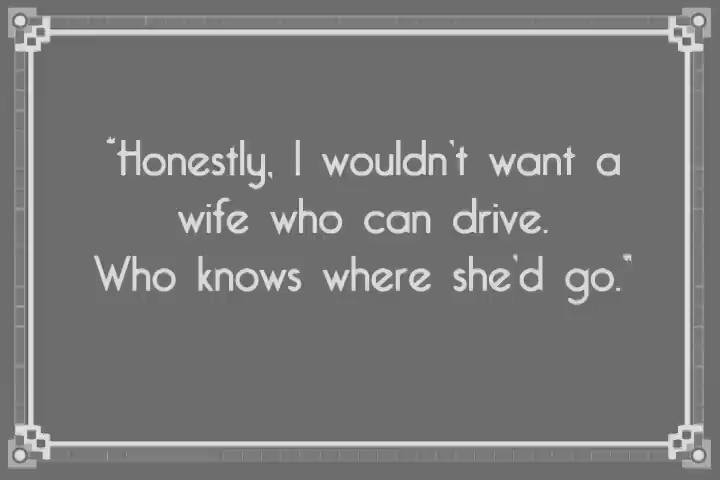 "Honestly, I wouldn't want a
wife who can drive.
Who knows where she'd go."